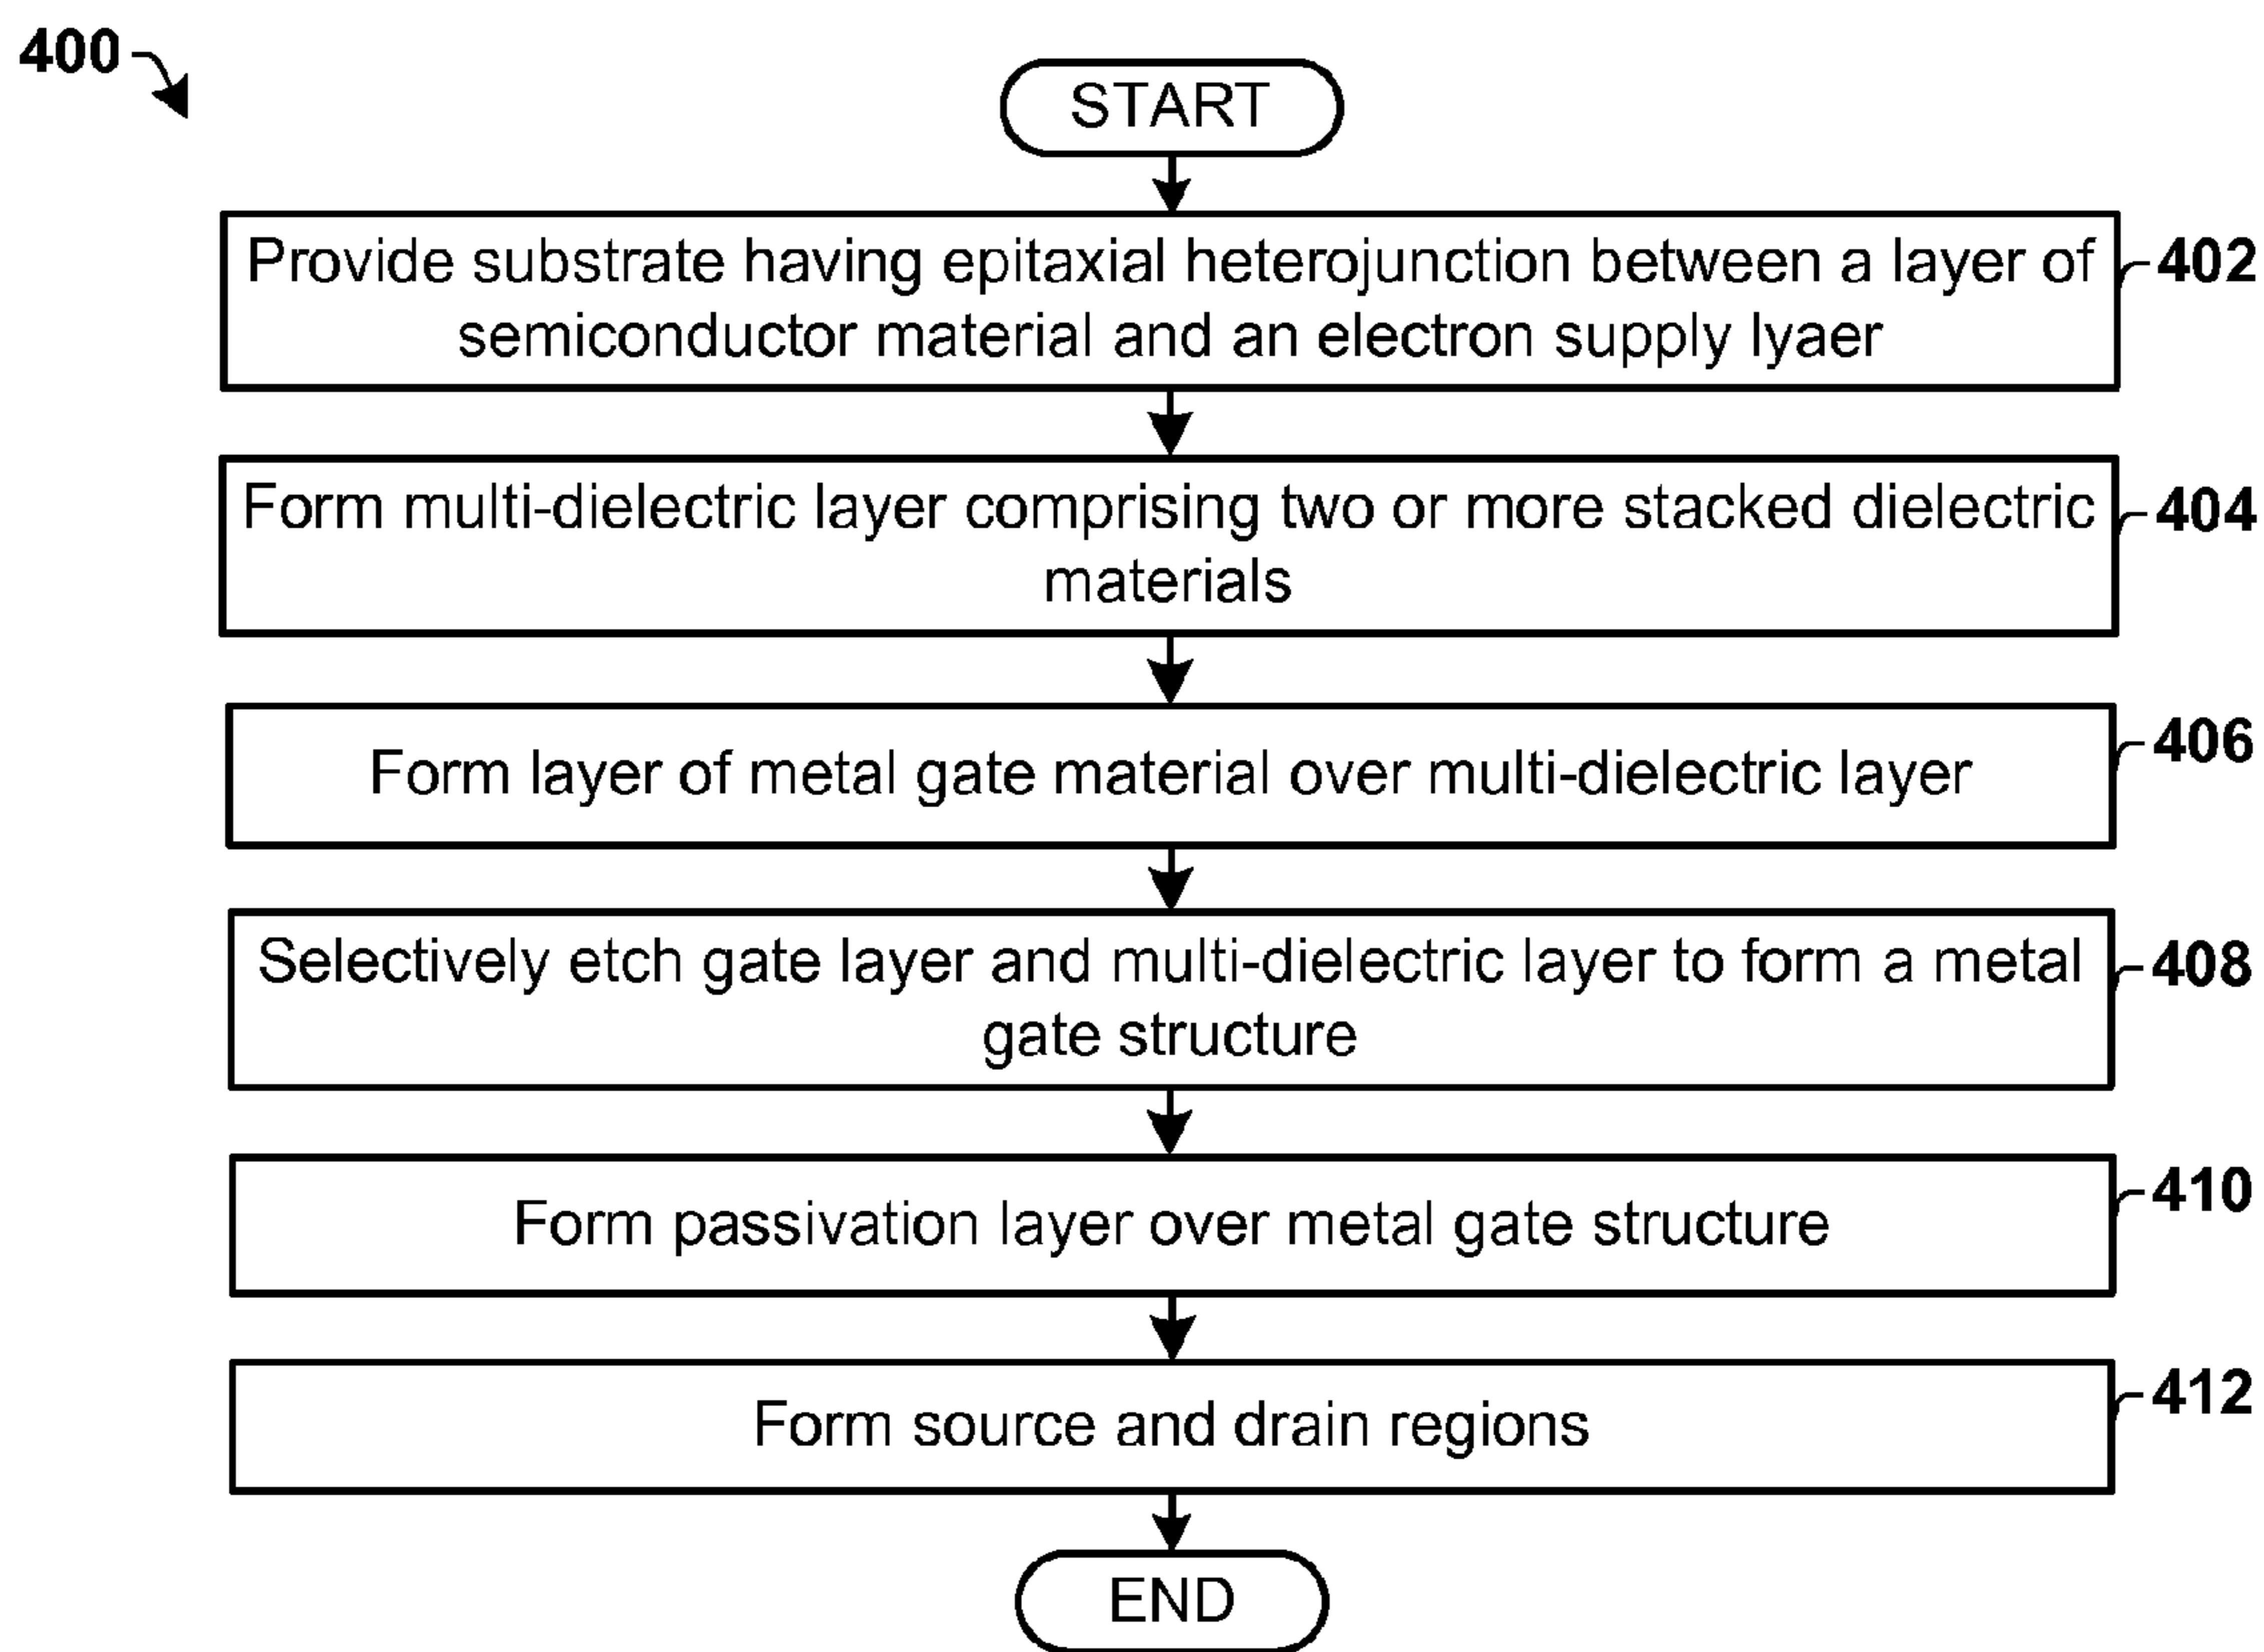 400
START
Provide substrate having epitaxial heterojunction between a layer of
semiconductor material and an electron supply lyaer
402
Form multi-dielectric layer comprising two or more stacked dielectric
materials
404
Form layer of metal gate material over multi-dielectric layer
406
Selectively etch gate layer and multi-dielectric layer to form a metal
gate structure
408
Form passivation layer over metal gate structure
410
Form source and drain regions
412
END